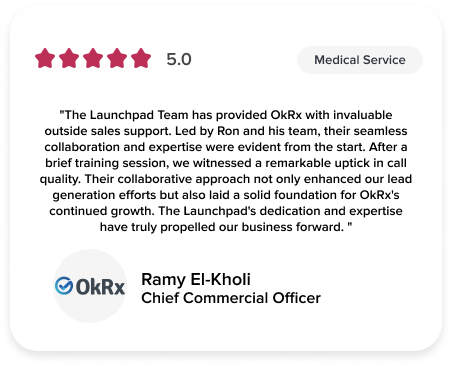 5.0
Medical Service
"The Launchpad Team has provided OkRx with invaluable
outside sales support. Led by Ron and his team, their seamless
collaboration and expertise were evident from the start. After a
brief training session, we witnessed a remarkable uptick in call
quality. Their collaborative approach not only enhanced our lead
generation efforts but also laid a solid foundation for OkRx's
continued growth. The Launchpad's dedication and expertise
have truly propelled our business forward. "
OkRx
Ramy El-Kholi
Chief Commercial Officer